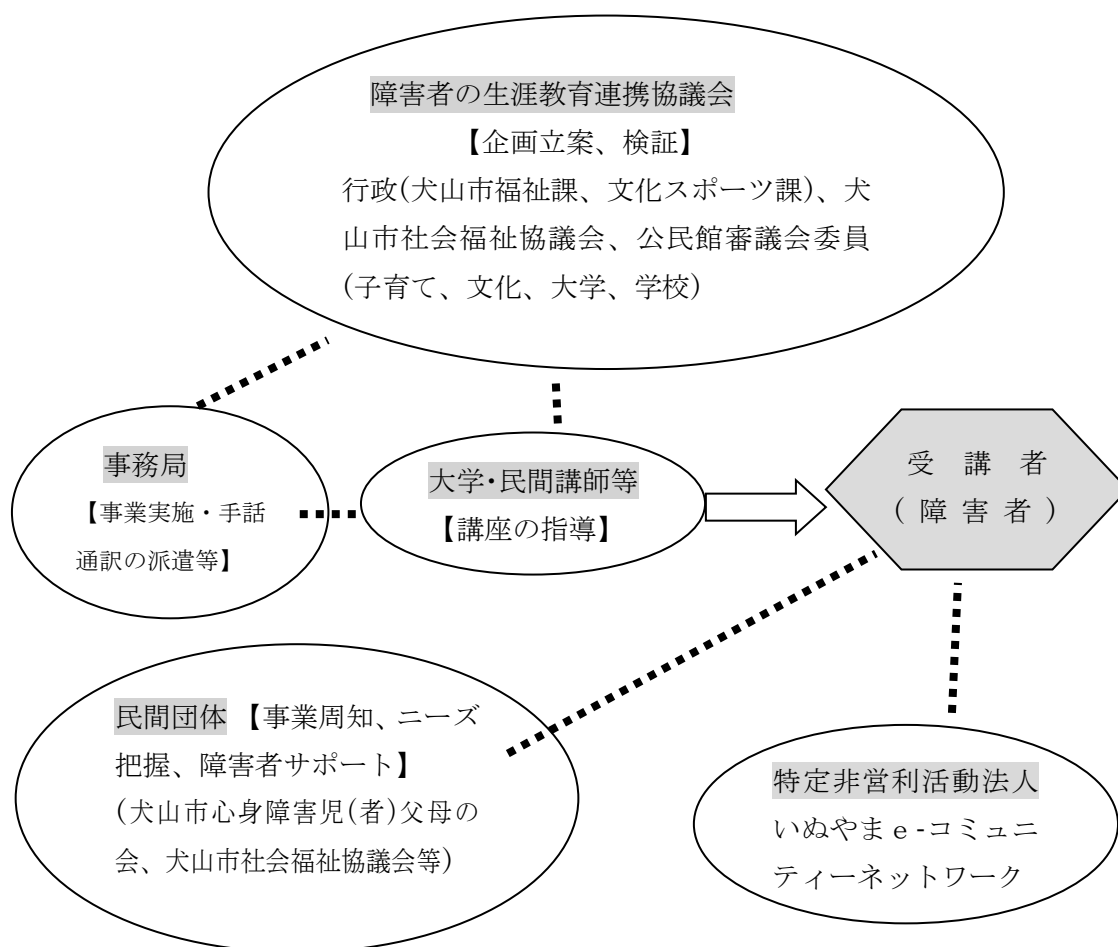 障害者の生涯教育連携協議会
【企画立案、検証】
行政(犬山市福祉課、文化スポーツ課)、犬
山市社会福祉協議会、公民館審議会委員
(子育て、文化、大学、学校)
事務局
【事業実施・手話
通訳の派遣等】
大学・民間講師等
【講座の指導】
受講者
(障害者)
民間団体 【事業周知、ニーズ
把握、障害者サポート】
(犬山市心身障害児(者)父母の
会、犬山市社会福祉協議会等)
特定非営利活動法人
いぬやまe-コミュニ
ティーネットワーク